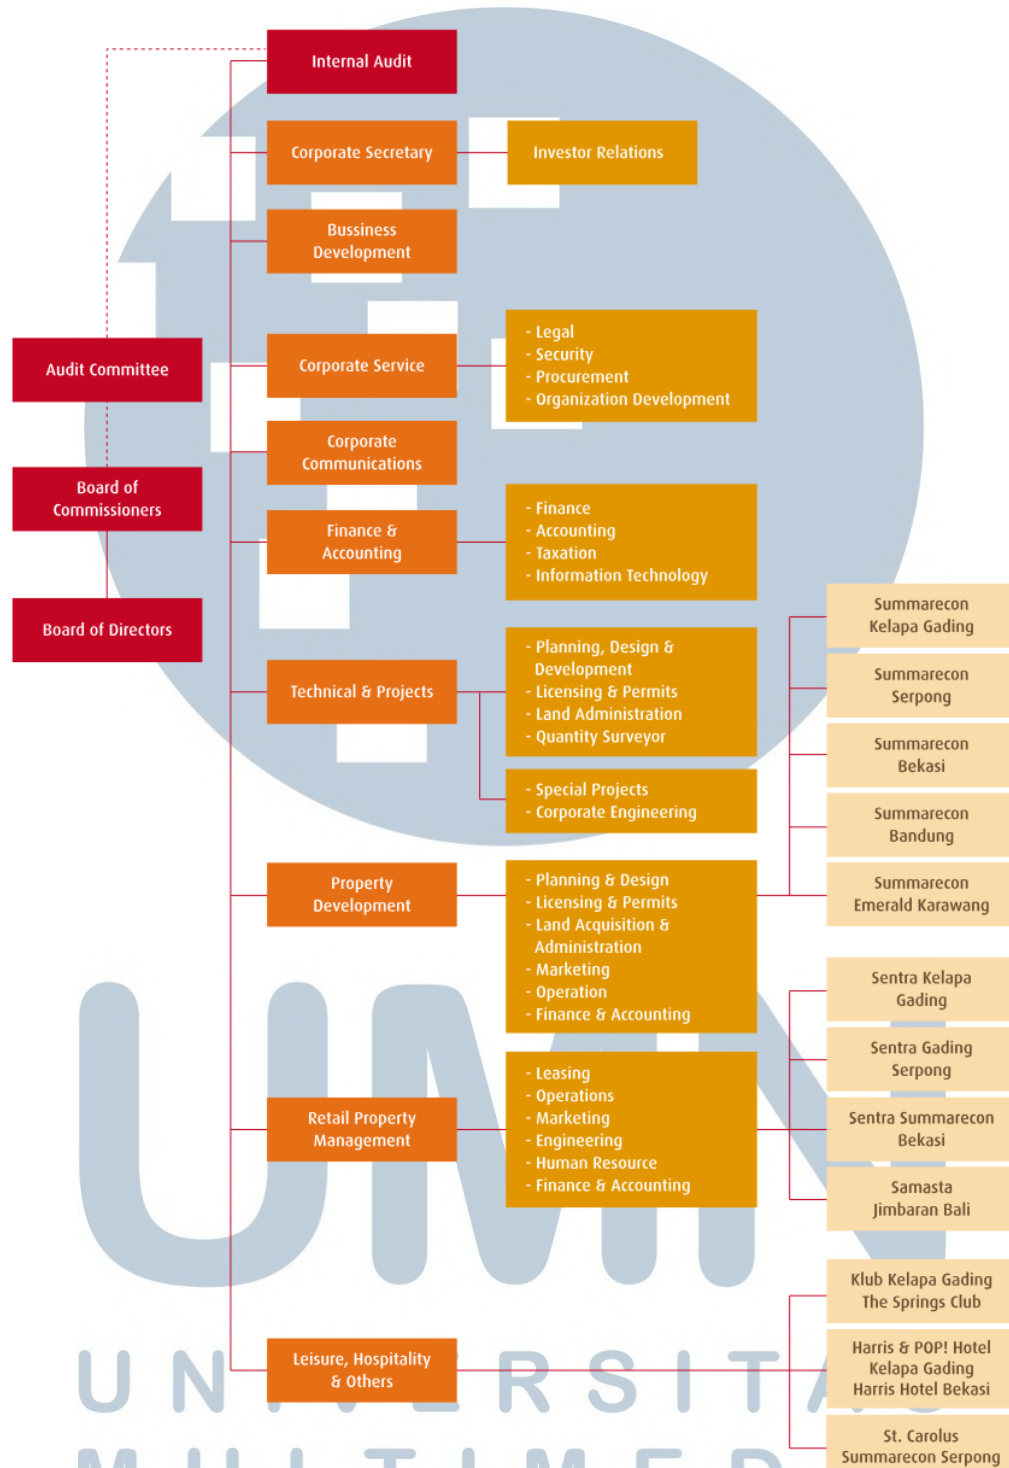 Internal Audit
Corporate Secretary
Investor Relations
Bussiness
Development
Audit Committee
Corporate Service
- Legal
- Security
- Procurement
- Organization Development
Corporate
Communications
Board of
Commissioners
Finance &
Accounting
- Finance
- Accounting
- Taxation
- Information Technology
Board of Directors
Technical & Projects
- Planning, Design &
Development
- Licensing & Permits
- Land Administration
- Quantity Surveyor
- Special Projects
- Corporate Engineering
Summarecon
Kelapa Gading
Summarecon
Serpong
Summarecon
Bekasi
Summarecon
Bandung
Summarecon
Emerald Karawang
Property
Development
- Planning & Design
- Licensing & Permits
- Land Acquisition &
Administration
- Marketing
- Operation
- Finance & Accounting
Sentra Kelapa
Gading
Sentra Gading
Serpong
Sentra Summarecon
Bekasi
Samasta
Jimbaran Bali
Retail Property
Management
- Leasing
- Operations
- Marketing
- Engineering
- Human Resource
- Finance & Accounting
Leisure, Hospitality
& Others
Klub Kelapa Gading
The Springs Club
Harris & POP! Hotel
Kelapa Gading
Harris Hotel Bekasi
St. Carolus
Summarecon Serpong
UMN
UNIVERSITAS
MULTIMED